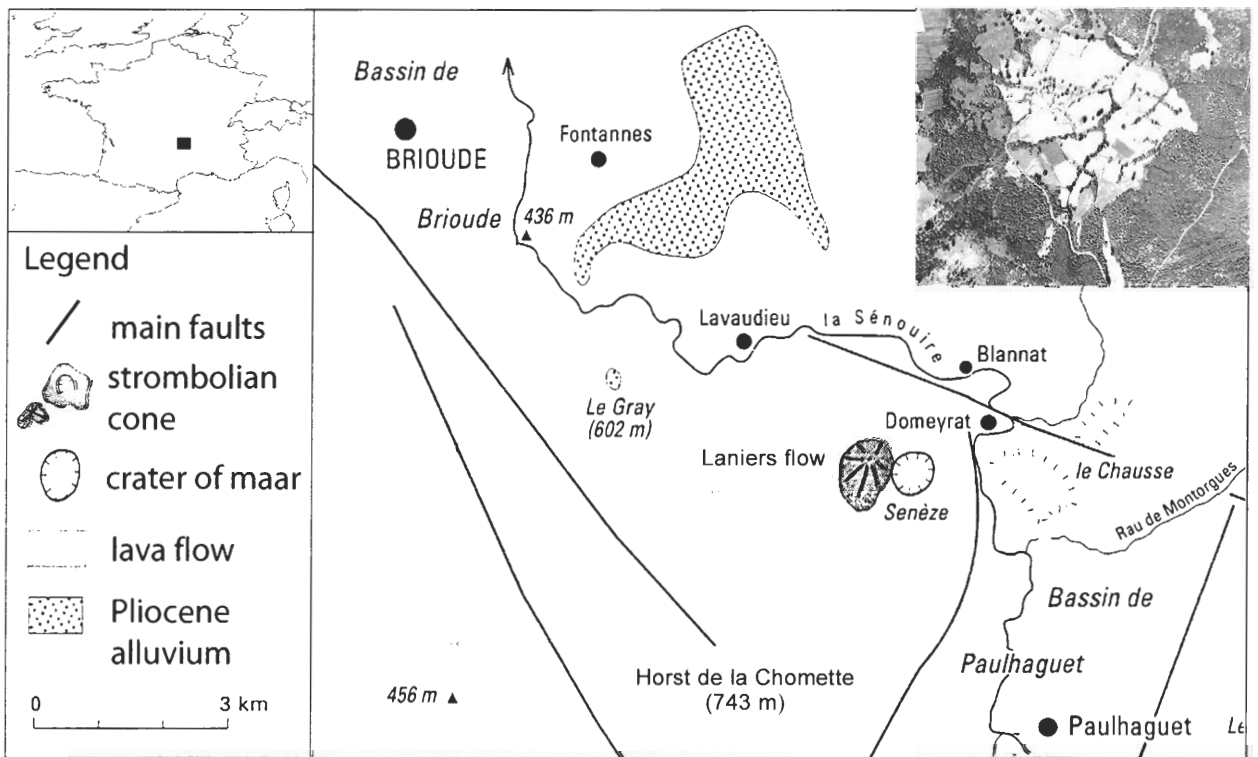 Legend
main faults
strombolian
cone
crater of maar
lava flow
Pliocene
alluvium
0 3 km
Bassin de
BRIOUDE
Fontannes
Brioude 436 m
Lavaudieu
la Sénouire
Blannat
Le Gray
(602 m)
Domeyrat
Laniers flow
le Chausse
Senèze
Rau de Montorgues
Bassin de
Paulhaguet
Horst de la Chomette
(743 m)
456 m
Paulhaguet
Le